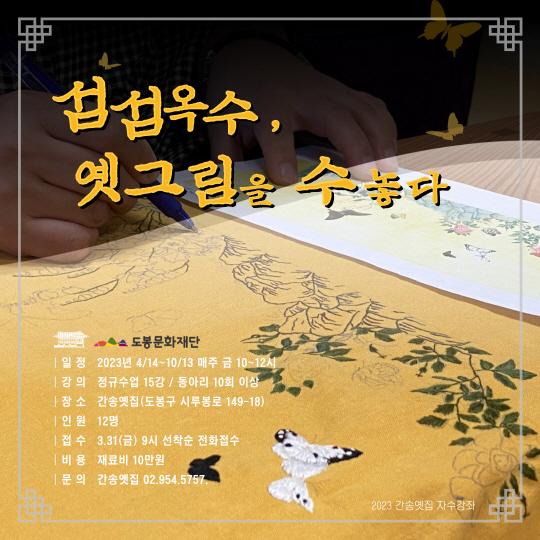 섬섬옥수,
옛그림을 수 놓다
도봉문화재단
일 정 2023년 4/14~10/13 매주 금 10~12시
강 의 정규수업 15강 / 동아리 10회 이상
장 소 간송옛집(도봉구 시루봉로 149-18)
인 원 12명
접 수 3.31(금) 9시 선착순 전화접수
비 용 재료비 10만원
문 의 간송옛집 02.954.5757.
2023 간송옛집 자수강좌